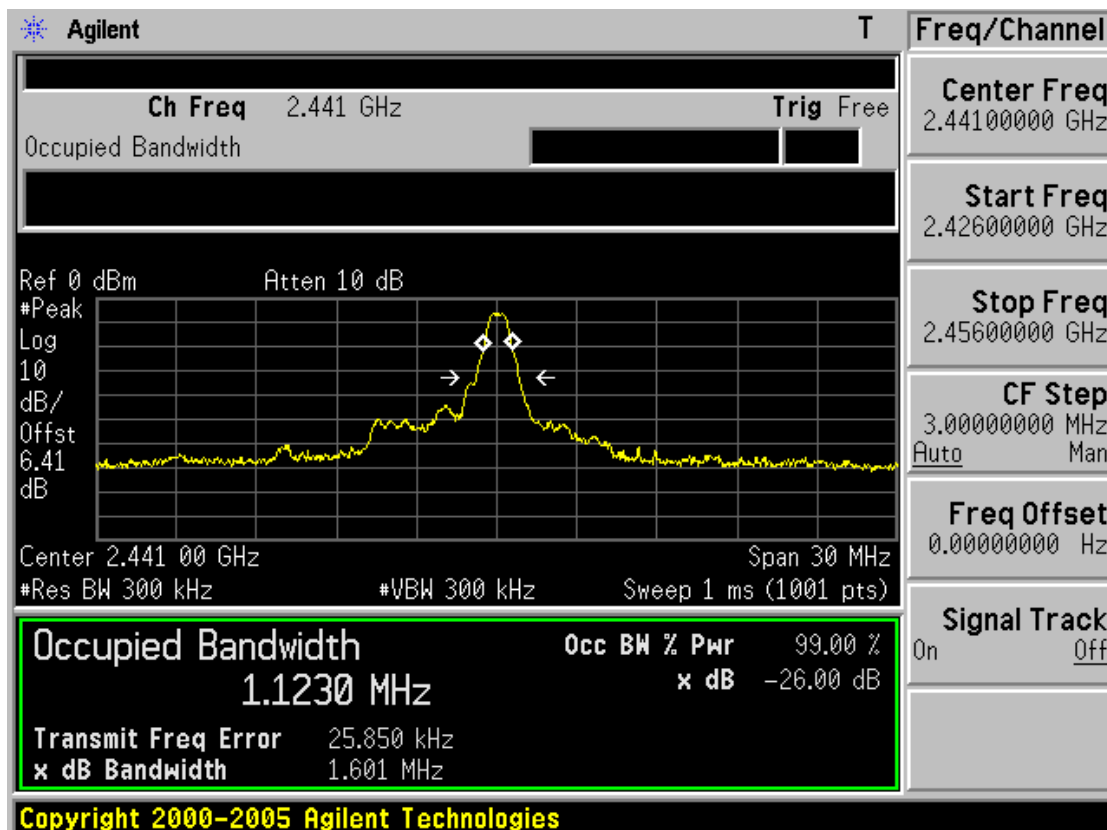 Agilent T
Ch Freq 2.441 GHz Trig Free
Occupied Bandwidth
Ref 0 dBm Atten 10 dB
#Peak
Log
10
dB/
Offst
6.41
dB
Center 2.441 00 GHz Span 30 MHz
#Res BW 300 kHz #VBW 300 kHz Sweep 1 ms (1001 pts)
Occupied Bandwidth Occ BW % Pwr 99.00 %
1.1230 MHz x dB -26.00 dB
Transmit Freq Error 25.850 kHz
x dB Bandwidth 1.601 MHz
Copyright 2000-2005 Agilent Technologies
Freq/Channel
Center Freq
2.44100000 GHz
Start Freq
2.42600000 GHz
Stop Freq
2.45600000 GHz
CF Step
3.00000000 MHz
Auto Man
Freq Offset
0.00000000 Hz
Signal Track
On Off